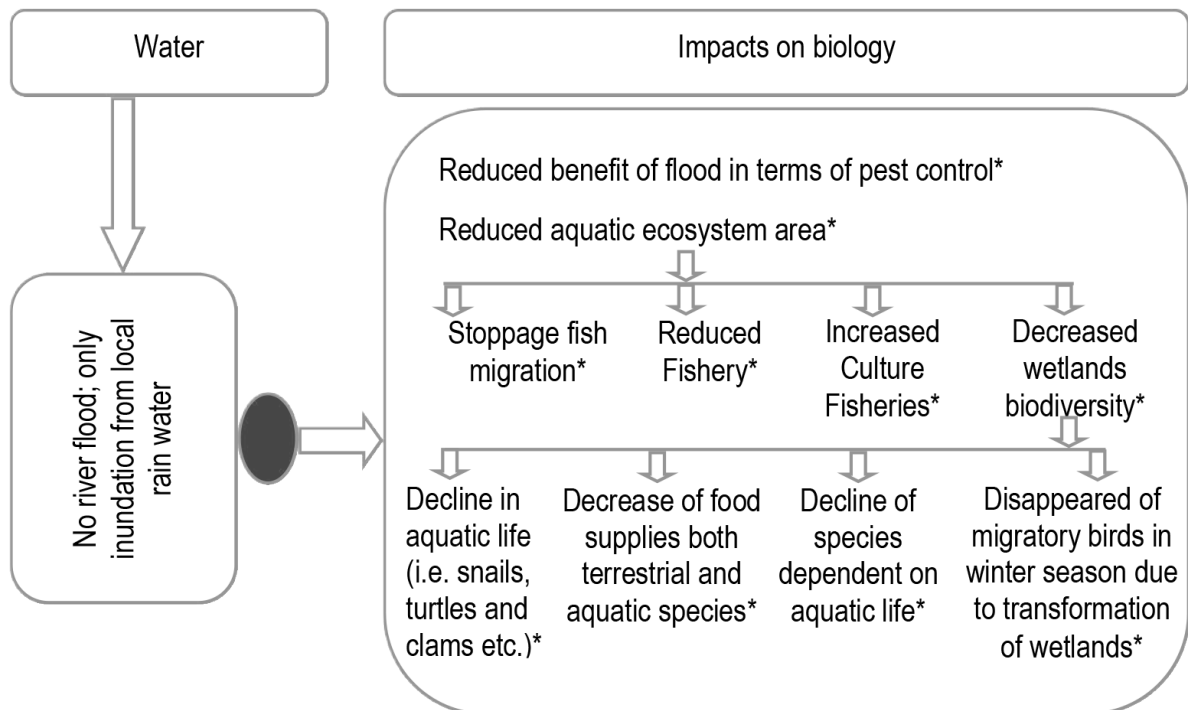 Water
Impacts on biology
No river flood; only
inundation from local
rain water
Reduced benefit of flood in terms of pest control*
Reduced aquatic ecosystem area*
Stoppage fish
migration*
Reduced
Fishery*
Increased
Culture
Fisheries*
Decreased
wetlands
biodiversity*
Decline in
aquatic life
(i.e. snails,
turtles and
clams etc.)*
Decrease of food
supplies both
terrestrial and
aquatic species*
Decline of
species
dependent on
aquatic life*
Disappeared of
migratory birds in
winter season due
to transformation
of wetlands*